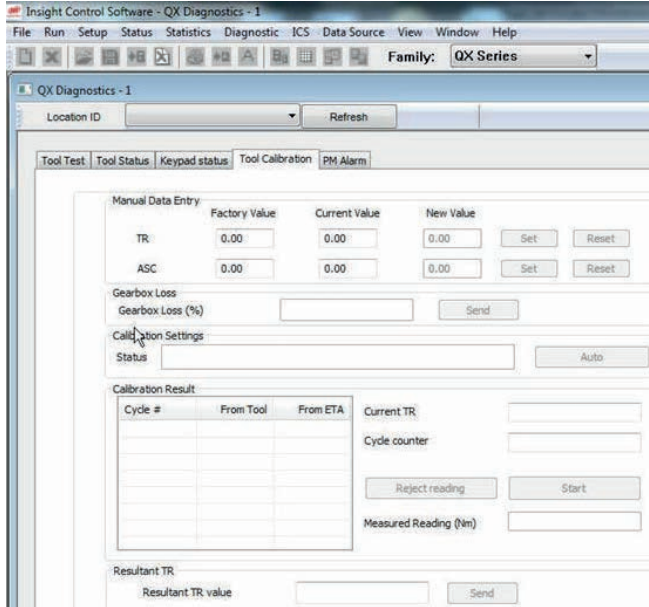 Insight Control Software - QX Diagnostics - 1
File Run Setup Status Statistics Diagnostic ICS Data Source View Window Help
Family: QX Series
QX Diagnostics - 1
Location ID Refresh
Tool Test Tool Status Keypad status Tool Calibration PM Alarm
Manual Data Entry
Factory Value Current Value New Value
TR 0.00 0.00 0.00 Set Reset
ASC 0.00 0.00 0.00 Set Reset
Gearbox Loss
Gearbox Loss (%) Send
Calibration Settings
Status Auto
Calibration Result
Cycle # From Tool From ETA Current TR
Cycle counter
Reject reading Start
Measured Reading (Nm)
Resultant TR
Resultant TR value Send